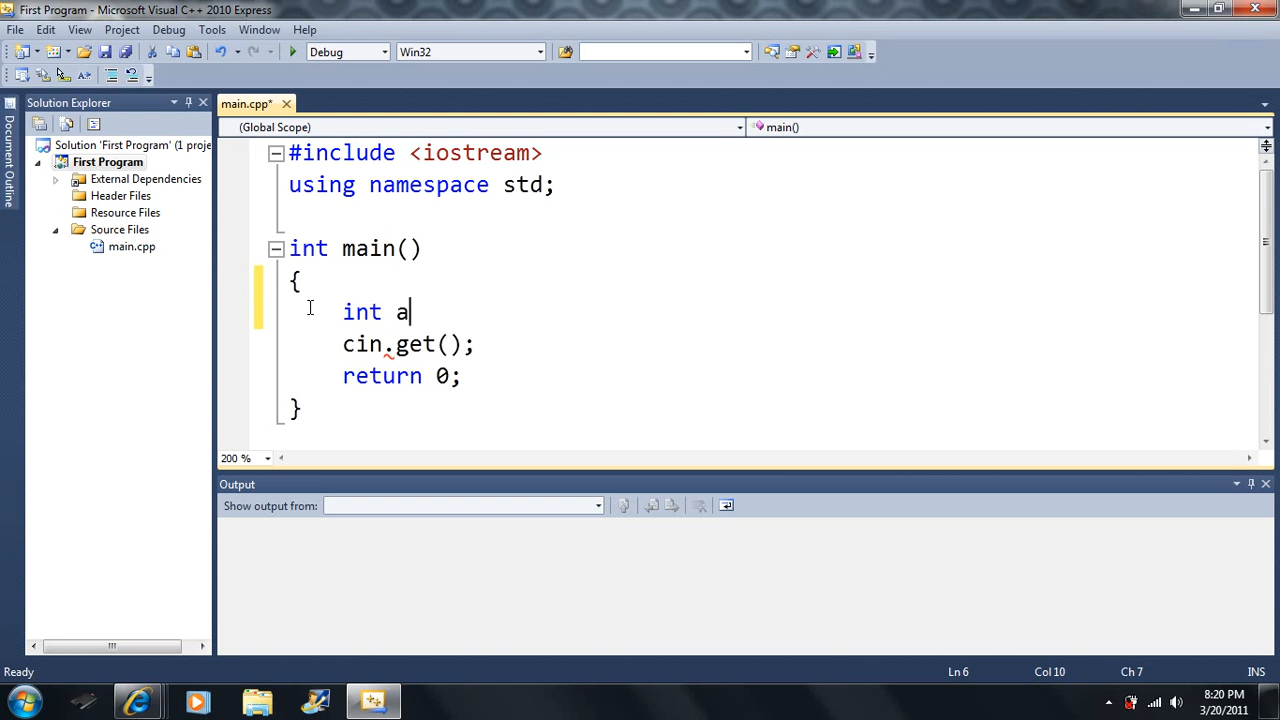 First Program - Microsoft Visual C++ 2010 Express
File Edit View Project Debug Tools Window Help
Debug Win32
Solution Explorer
main.cpp*
Document Outline
(Global Scope) main()
Solution 'First Program' (1 proje
First Program
External Dependencies
Header Files
Resource Files
Source Files
main.cpp
#include <iostream>
using namespace std;
int main()
{
int a
cin.get();
return 0;
}
200 %
Output
Show output from:
Ready Ln 6 Col 10 Ch 7 INS
8:20 PM
3/20/2011